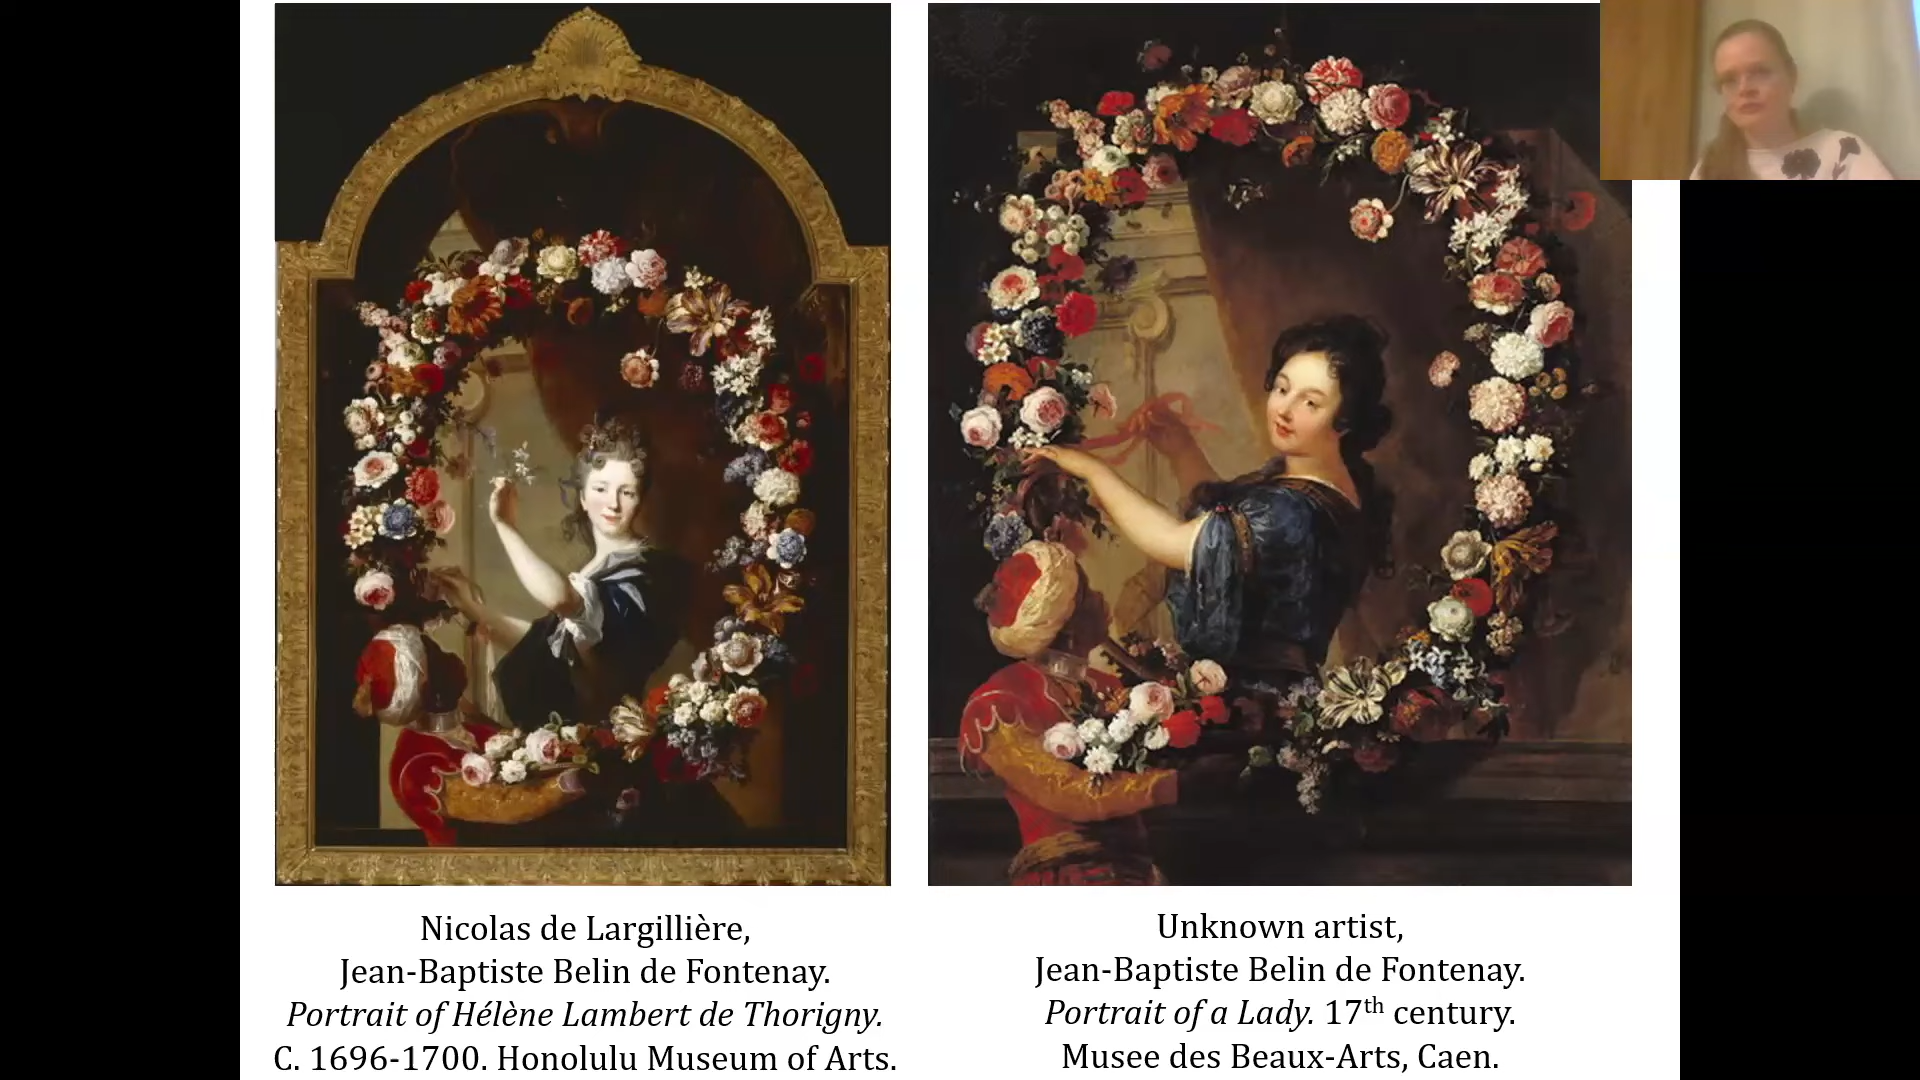 Nicolas de Largillière,
Jean-Baptiste Belin de Fontenay.
Portrait of Hélène Lambert de Thorigny.
C. 1696-1700. Honolulu Museum of Arts.
Unknown artist,
Jean-Baptiste Belin de Fontenay.
Portrait of a Lady. 17th century.
Musee des Beaux-Arts, Caen.